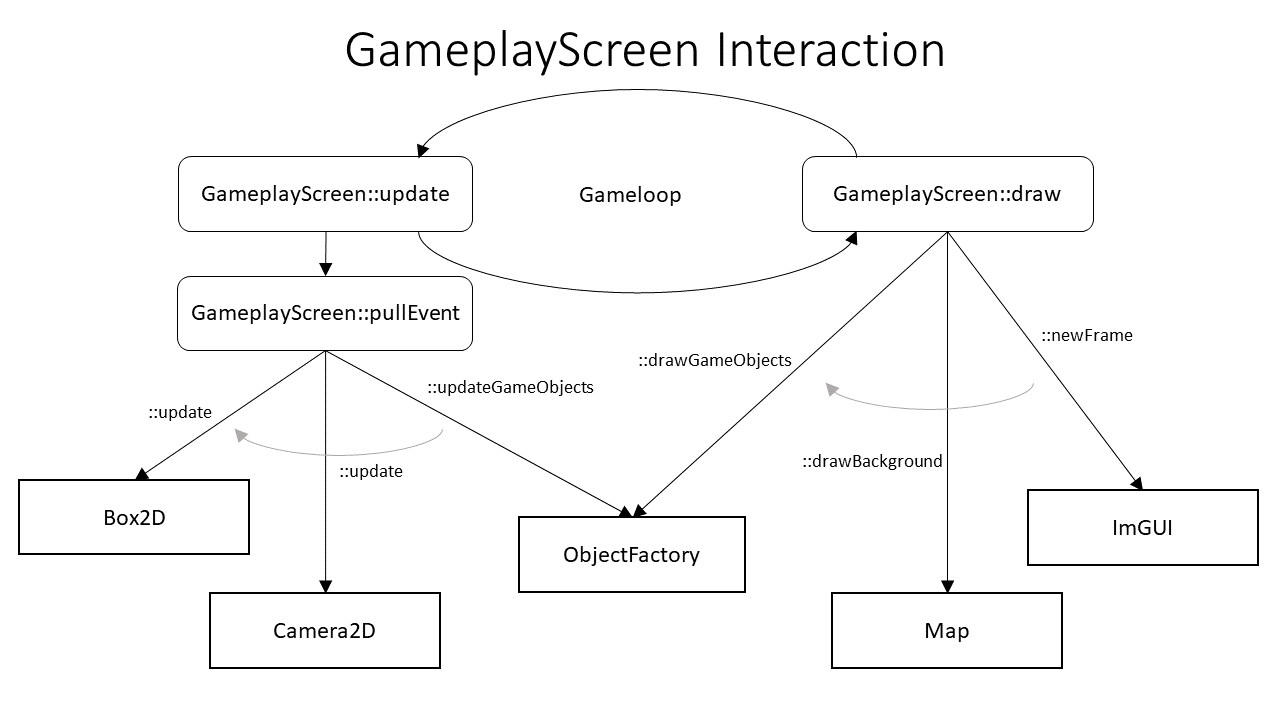 GameplayScreen Interaction
GameplayScreen::update
Gameloop
GameplayScreen::draw
GameplayScreen::pullEvent
::newFrame
::drawGameObjects
::updateGameObjects
::update
::drawBackground
::update
Box2D
ImGUI
ObjectFactory
Camera2D
Map